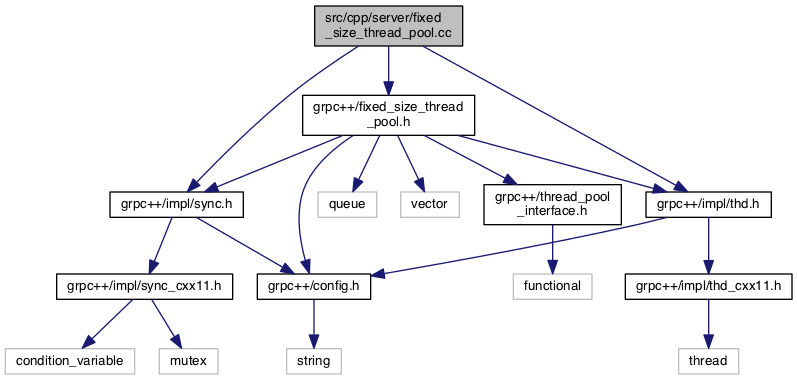 src/cpp/server/fixed
_size_thread_pool.cc
grpc++/fixed_size_thread
_pool.h
grpc++/impl/sync.h
queue
vector
grpc++/thread_pool
_interface.h
grpc++/impl/thd.h
grpc++/impl/sync_cxx11.h
grpc++/config.h
functional
grpc++/impl/thd_cxx11.h
condition_variable
mutex
string
thread